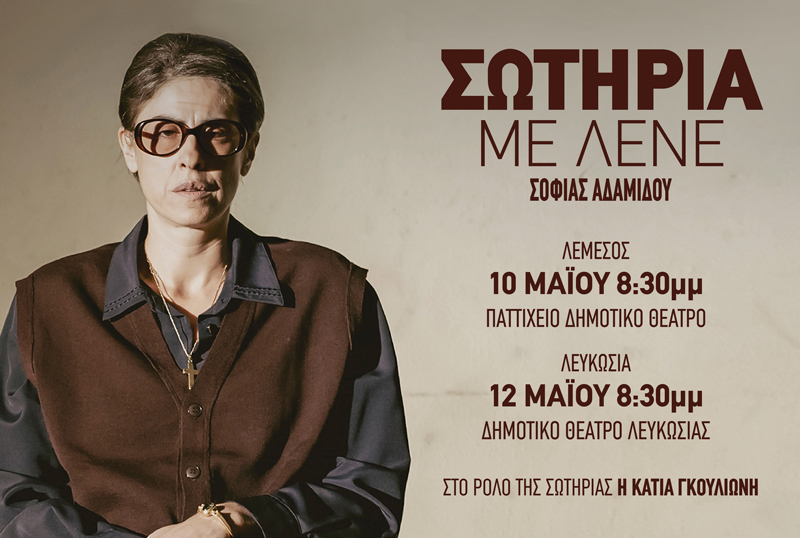 ΣΩΤΗΡΙΑ
ΜΕ ΛΕΝΕ
ΣΟΦΙΑΣ ΑΔΑΜΙΔΟΥ
ΛΕΜΕΣΟΣ
10 ΜΑΪΟΥ 8:30μμ
ΠΑΤΤΙΧΕΙΟ ΔΗΜΟΤΙΚΟ ΘΕΑΤΡΟ
ΛΕΥΚΩΣΙΑ
12 ΜΑΪΟΥ 8:30μμ
ΔΗΜΟΤΙΚΟ ΘΕΑΤΡΟ ΛΕΥΚΩΣΙΑΣ
ΣΤΟ ΡΟΛΟ ΤΗΣ ΣΩΤΗΡΙΑΣ Η ΚΑΤΙΑ ΓΚΟΥΛΙΩΝΗ